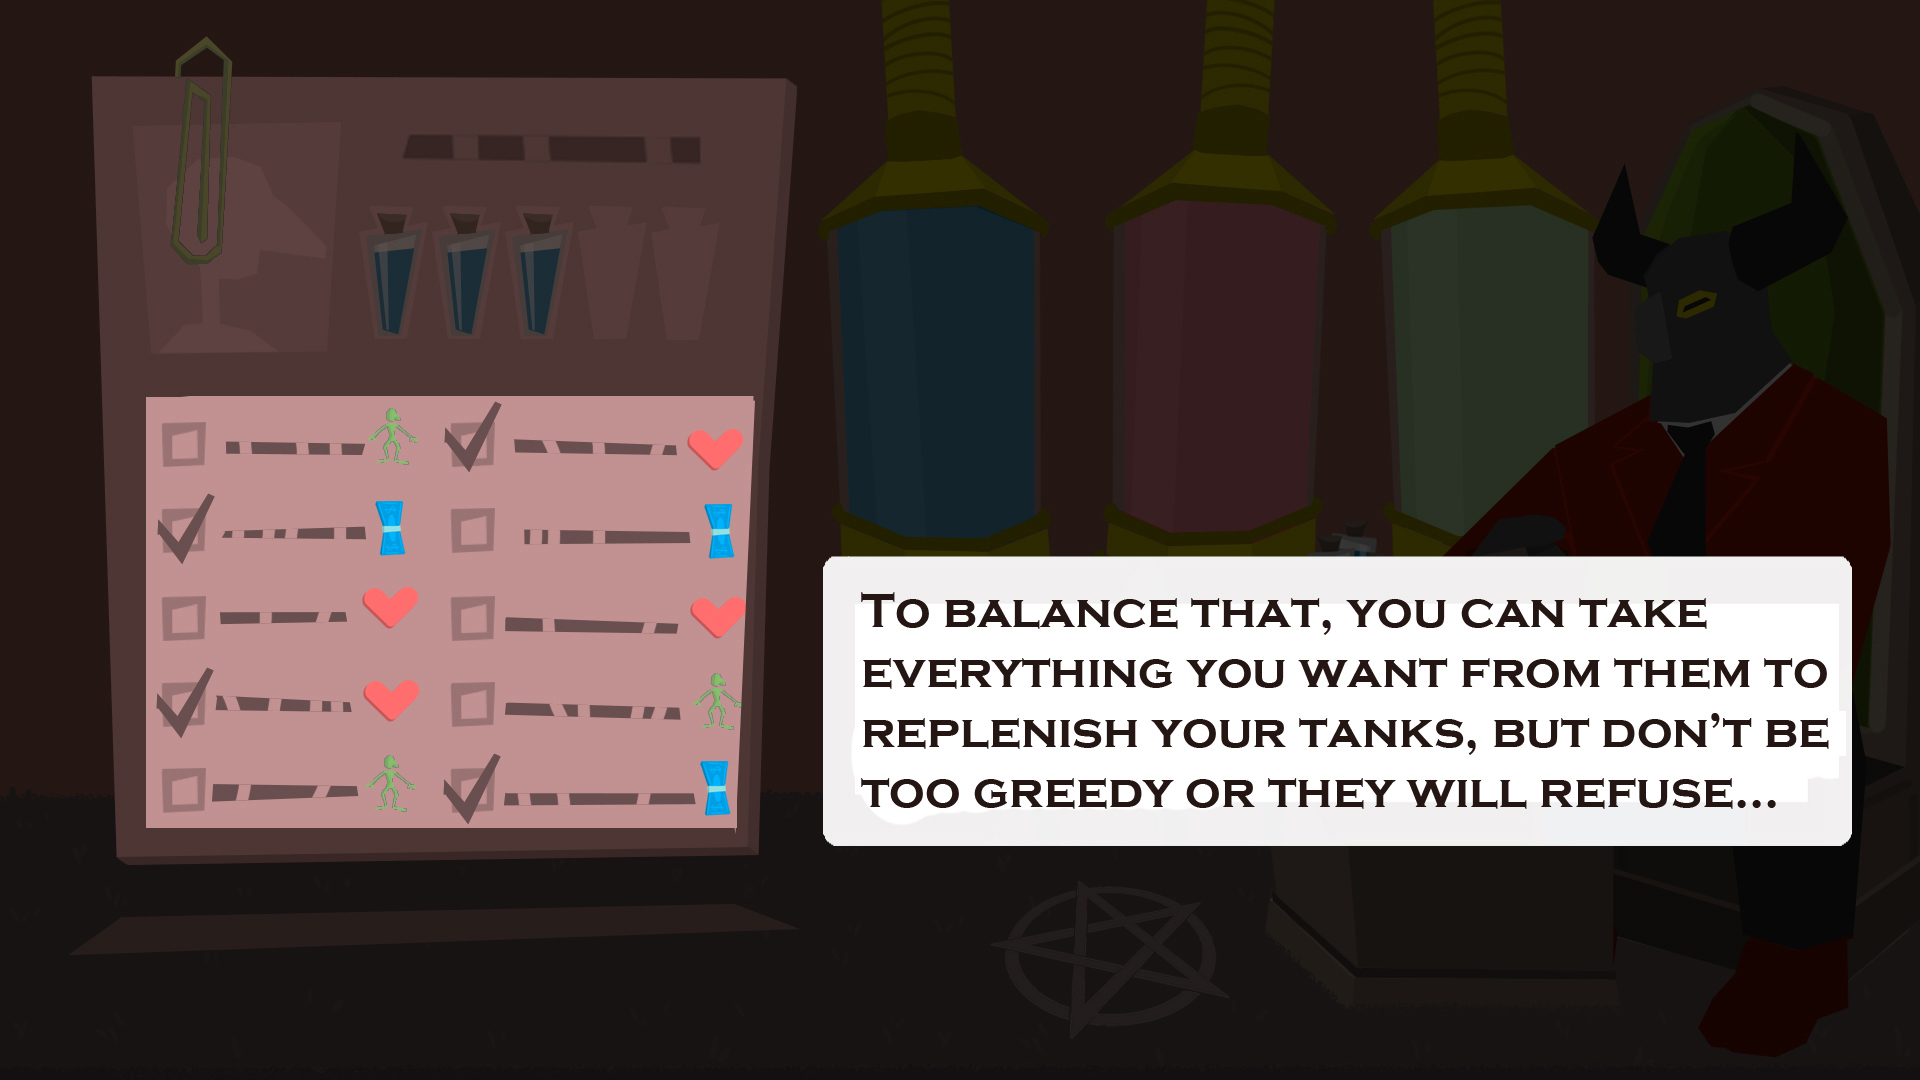 To balance that, you can take
everything you want from them to
replenish your tanks, but don't be
too greedy or they will refuse...